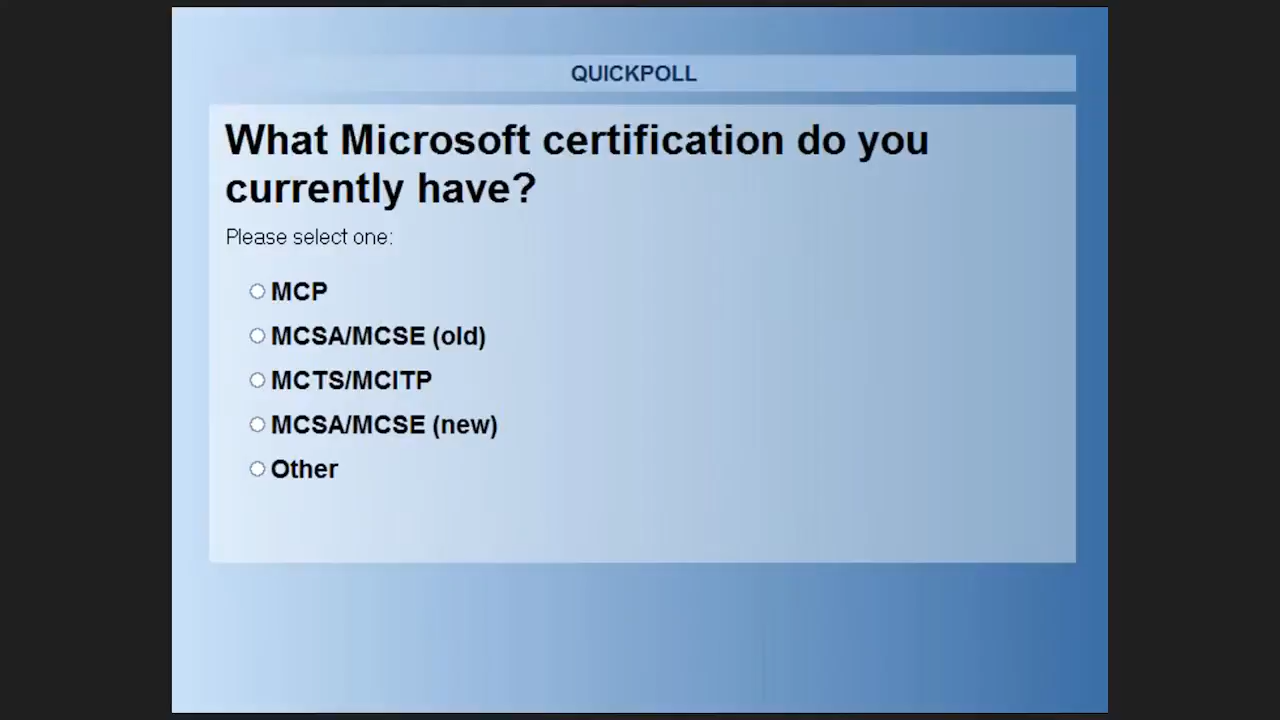 QUICKPOLL
What Microsoft certification do you
currently have?
Please select one:
MCP
MCSA/MCSE (old)
MCTS/MCITP
MCSA/MCSE (new)
Other